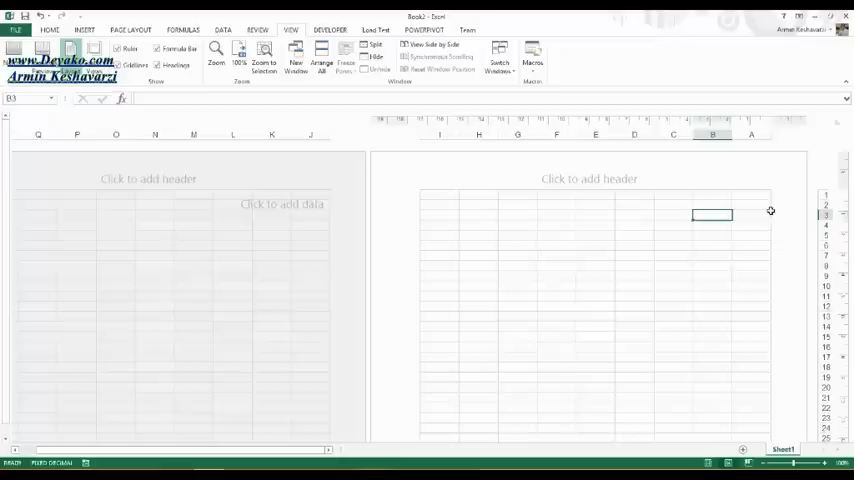 Book2 - Excel
FILE HOME INSERT PAGE LAYOUT FORMULAS DATA REVIEW VIEW DEVELOPER Load Test POWERPIVOT Team
Armin Keshavarzi
www.Deyako.com
Armin Keshavarzi
Ruler Formula Bar
Gridlines Headings
Show
Zoom 100% Zoom to Selection
Zoom
New Window Arrange All Freeze Panes
Split
Hide
Unhide
View Side by Side
Synchronous Scrolling
Reset Window Position
Window
Switch Windows
Macros
Macros
B3
Q P O N M L K J I H G F E D C B A
Click to add header
Click to add data
Click to add header
1
2
3
4
5
6
7
8
9
10
11
12
13
14
15
16
17
18
19
20
21
22
23
24
25
Sheet1
READY FIXED DECIMAL
100%